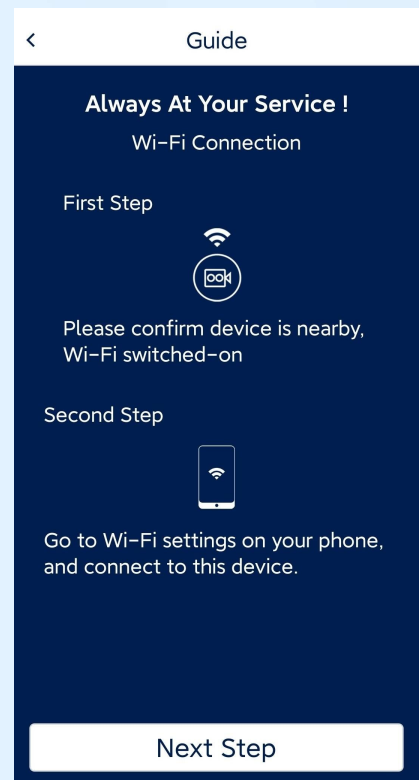 Guide
Always At Your Service !
Wi-Fi Connection
First Step
Please confirm device is nearby,
Wi-Fi switched-on
Second Step
Go to Wi-Fi settings on your phone,
and connect to this device.
Next Step